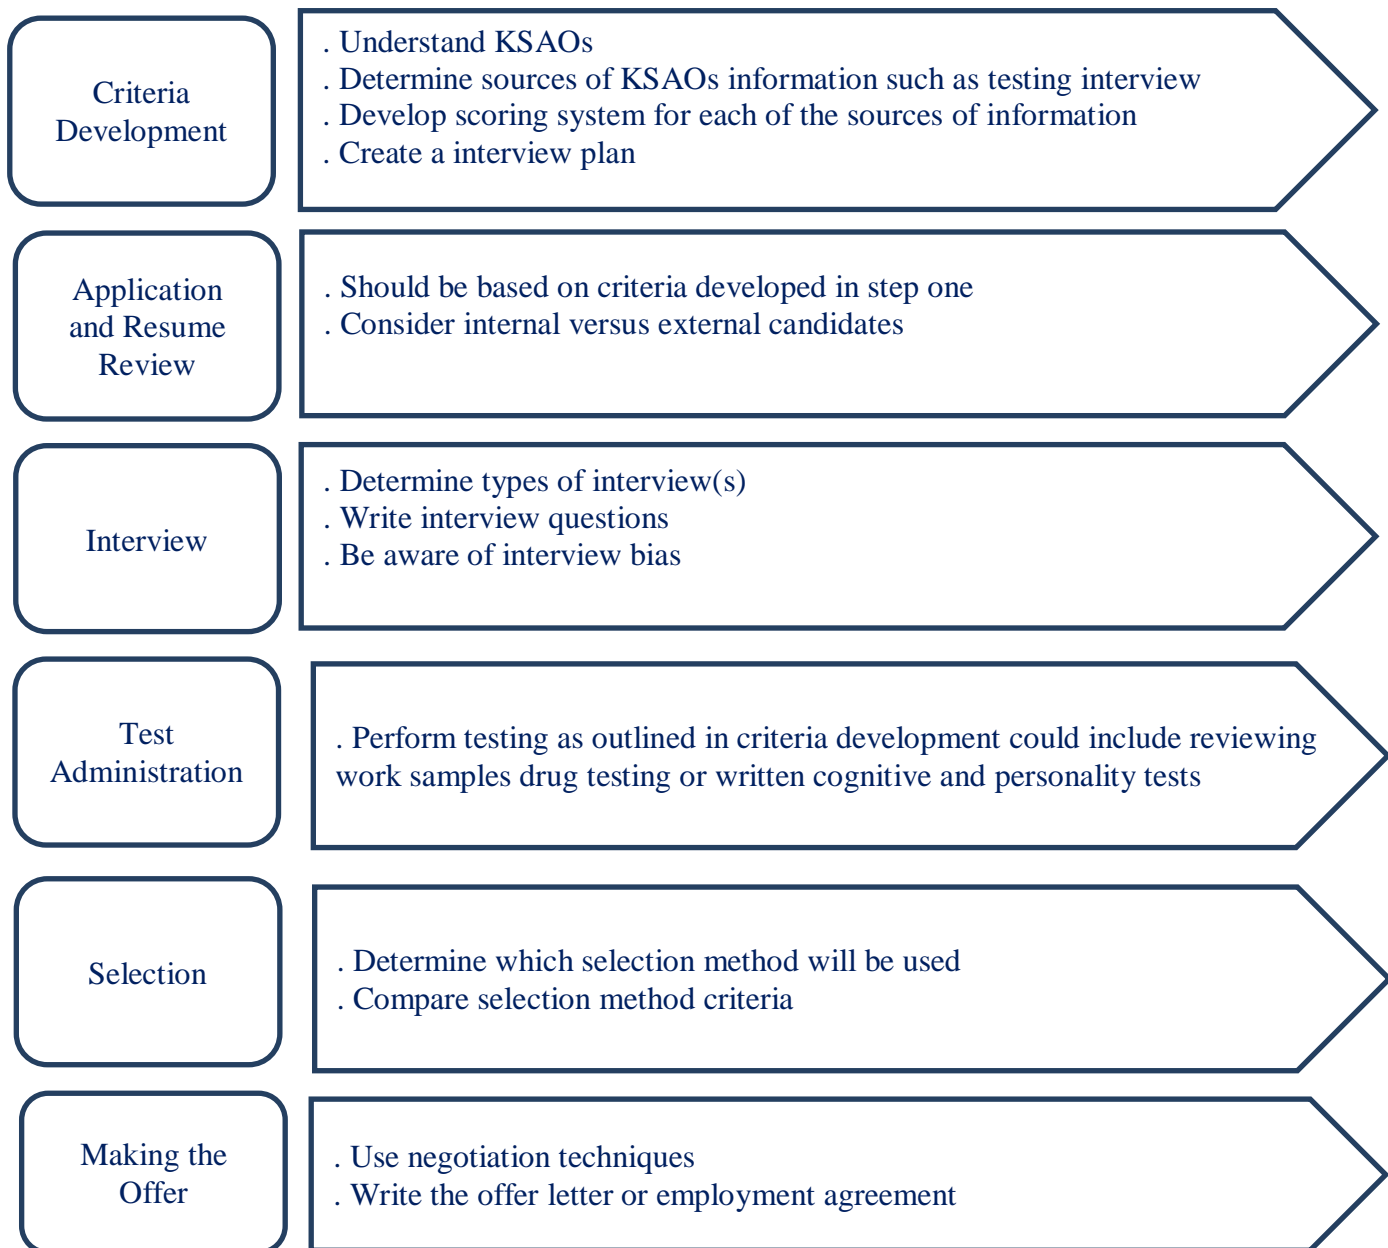 Criteria
Development
. Understand KSAOs
. Determine sources of KSAOs information such as testing interview
. Develop scoring system for each of the sources of information
. Create a interview plan
Application
and Resume
Review
. Should be based on criteria developed in step one
. Consider internal versus external candidates
Interview
. Determine types of interview(s)
. Write interview questions
. Be aware of interview bias
Test
Administration
. Perform testing as outlined in criteria development could include reviewing
work samples drug testing or written cognitive and personality tests
Selection
. Determine which selection method will be used
. Compare selection method criteria
Making the
Offer
. Use negotiation techniques
. Write the offer letter or employment agreement